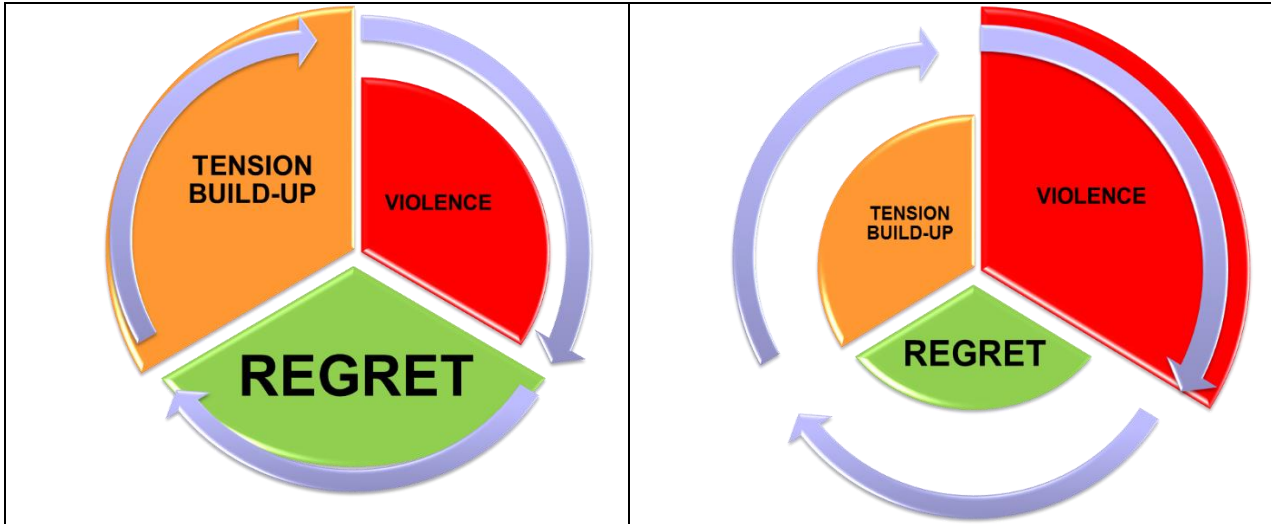 TENSION
BUILD-UP
VIOLENCE
REGRET
TENSION
BUILD-UP
VIOLENCE
REGRET